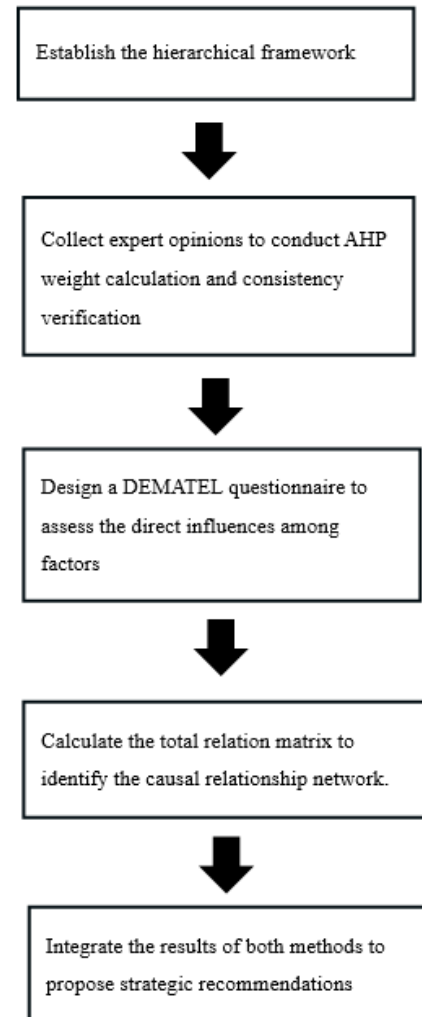 Establish the hierarchical framework
Collect expert opinions to conduct AHP
weight calculation and consistency
verification
Design a DEMATEL questionnaire to
assess the direct influences among
factors
Calculate the total relation matrix to
identify the causal relationship network.
Integrate the results of both methods to
propose strategic recommendations